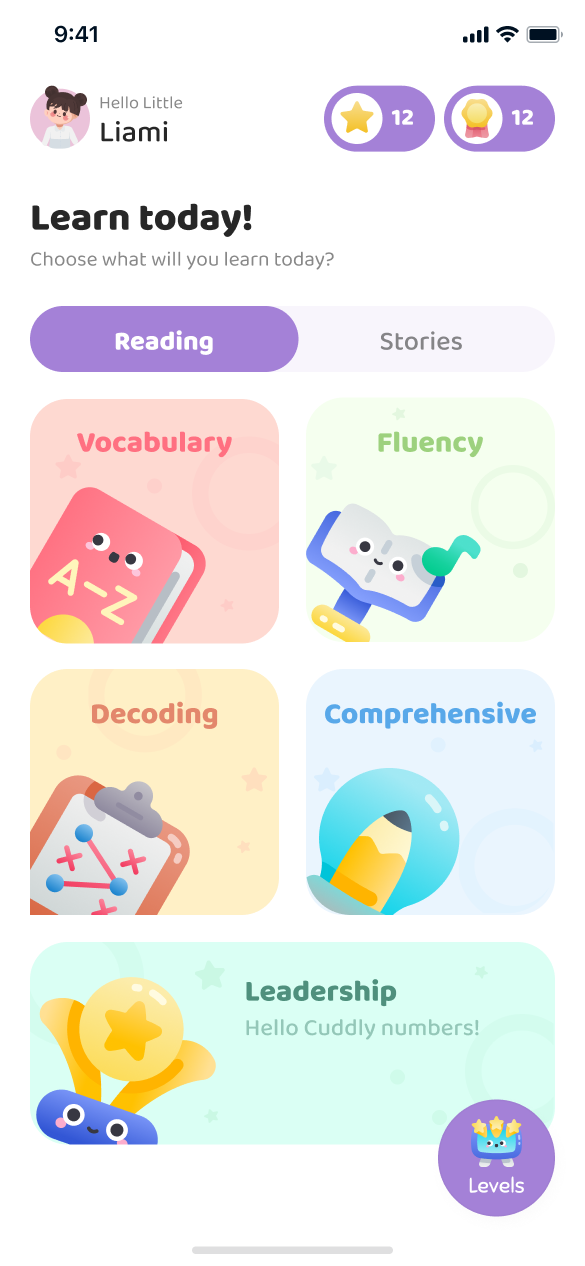 9:41
Hello Little
Liami
12
12
Learn today!
Choose what will you learn today?
Reading
Stories
Vocabulary
A-Z
Fluency
Decoding
Comprehensive
Leadership
Hello Cuddly numbers!
Levels